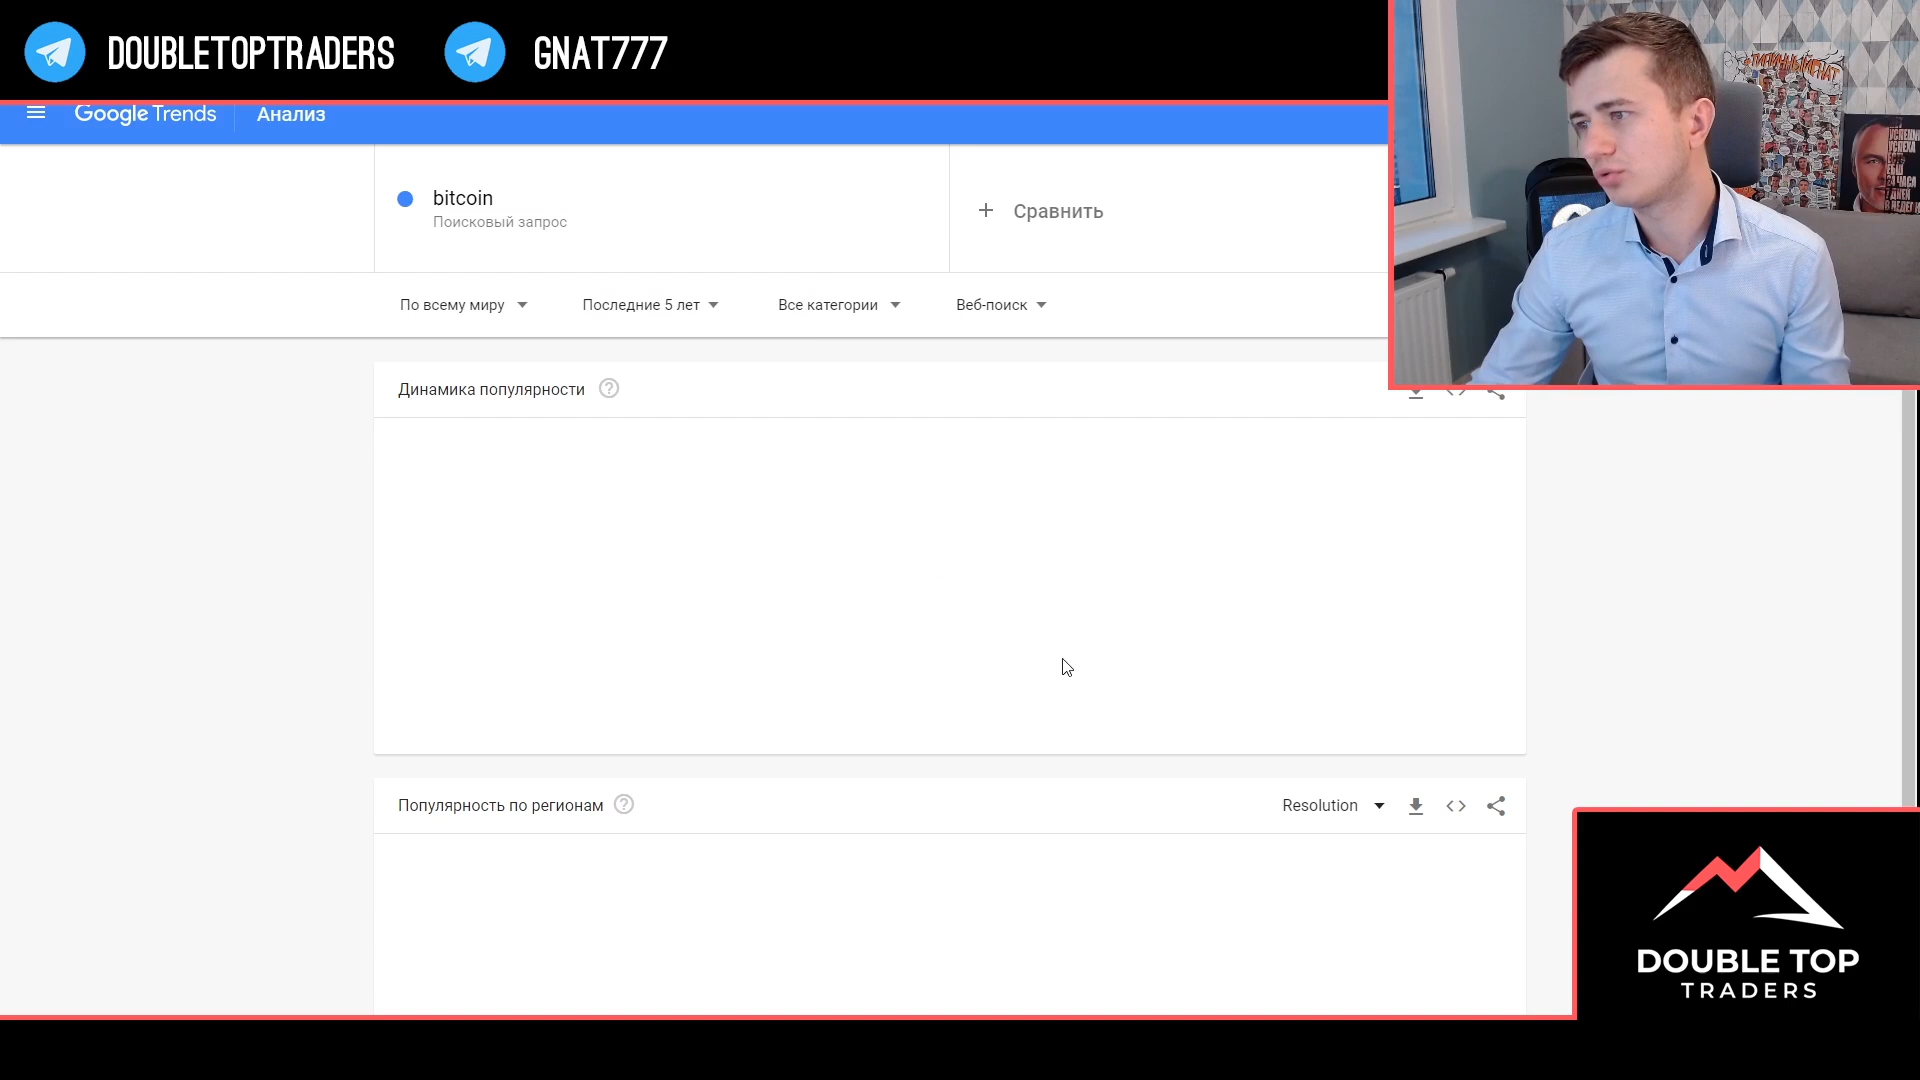 DOUBLETOPTRADERS
GNAT777
Google Trends
Анализ
bitcoin
Поисковый запрос
+ Сравнить
По всему миру
Последние 5 лет
Все категории
Веб-поиск
Динамика популярности
Популярность по регионам
Resolution
DOUBLE TOP
TRADERS